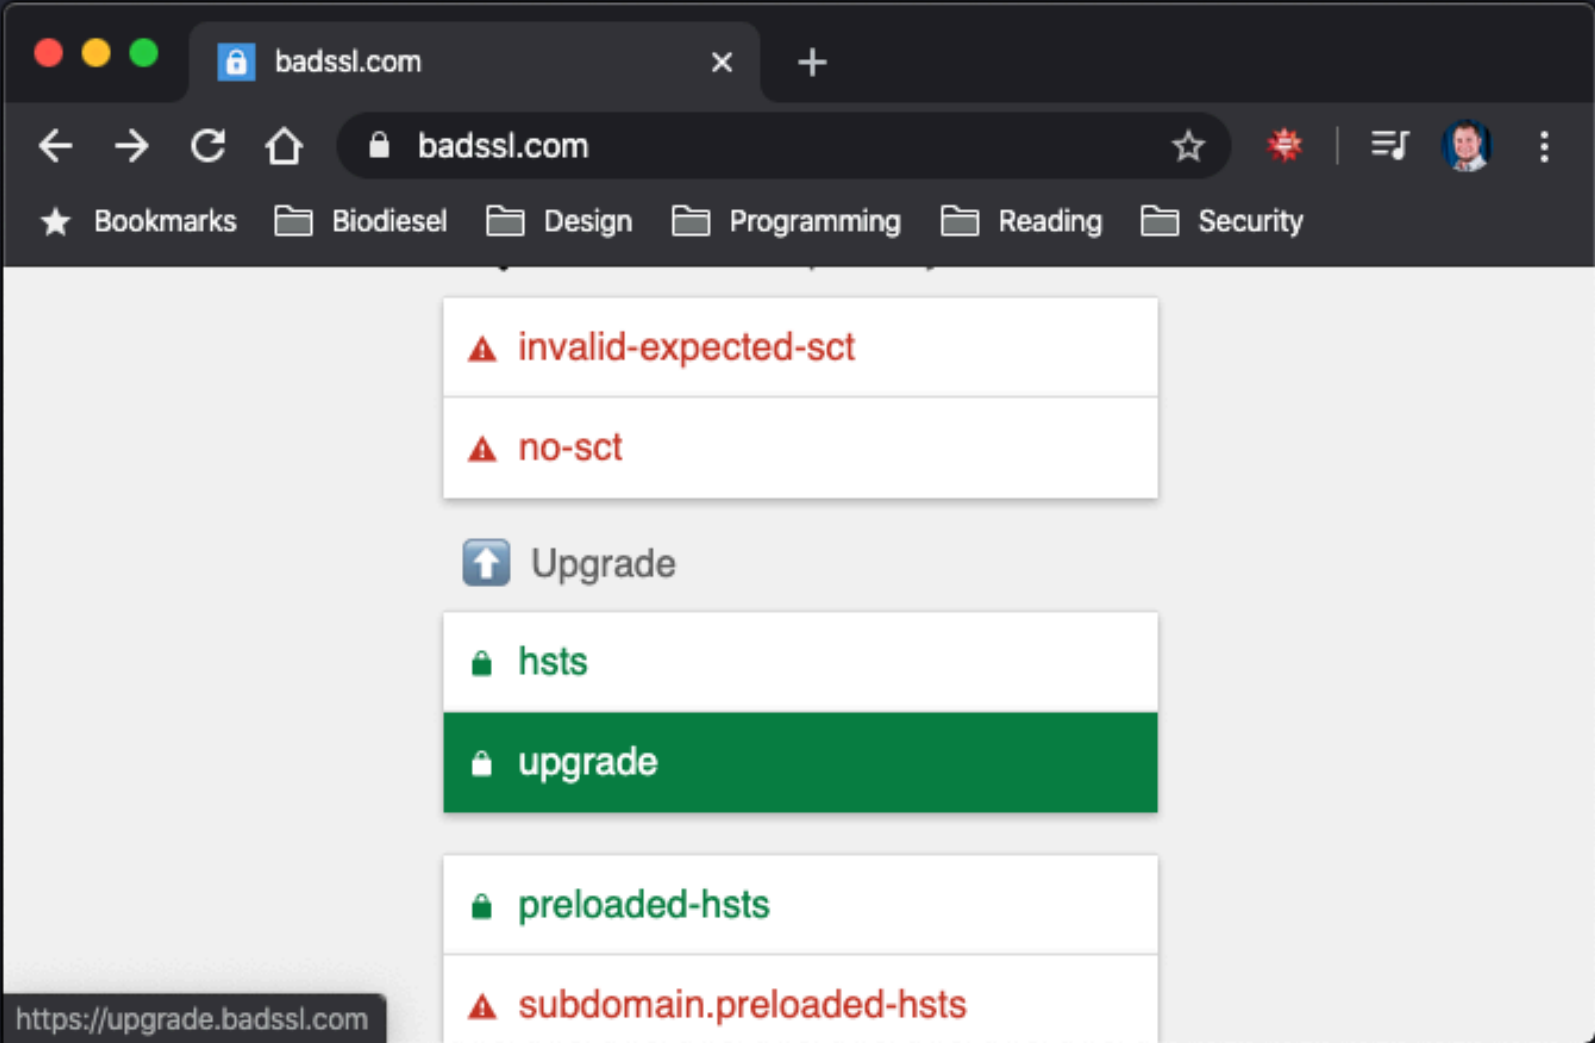 badssl.com
badssl.com
Bookmarks Biodiesel Design Programming Reading Security
invalid-expected-sct
no-sct
Upgrade
hsts
upgrade
preloaded-hsts
subdomain.preloaded-hsts
https://upgrade.badssl.com